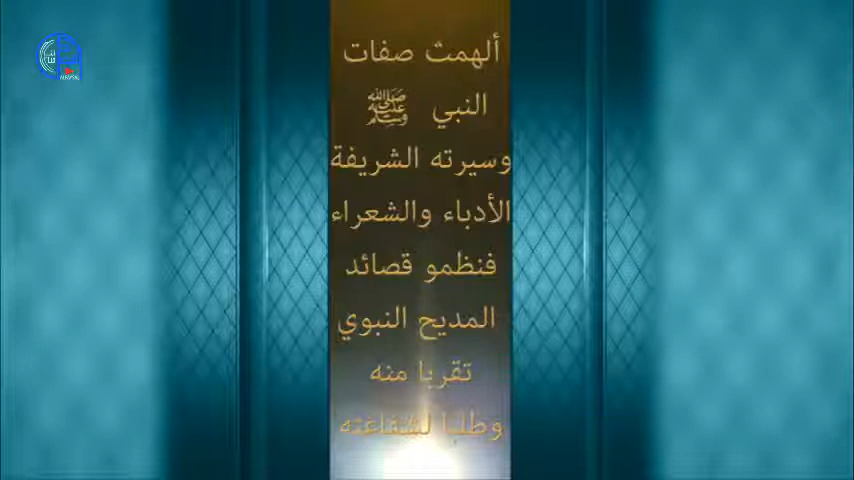 ألهمت صفات
النبي ﷺ
وسيرته الشريفة
الأدباء والشعراء
فنظمو قصائد
المديح النبوي
تقربا منه
وطلبا لشفاعته